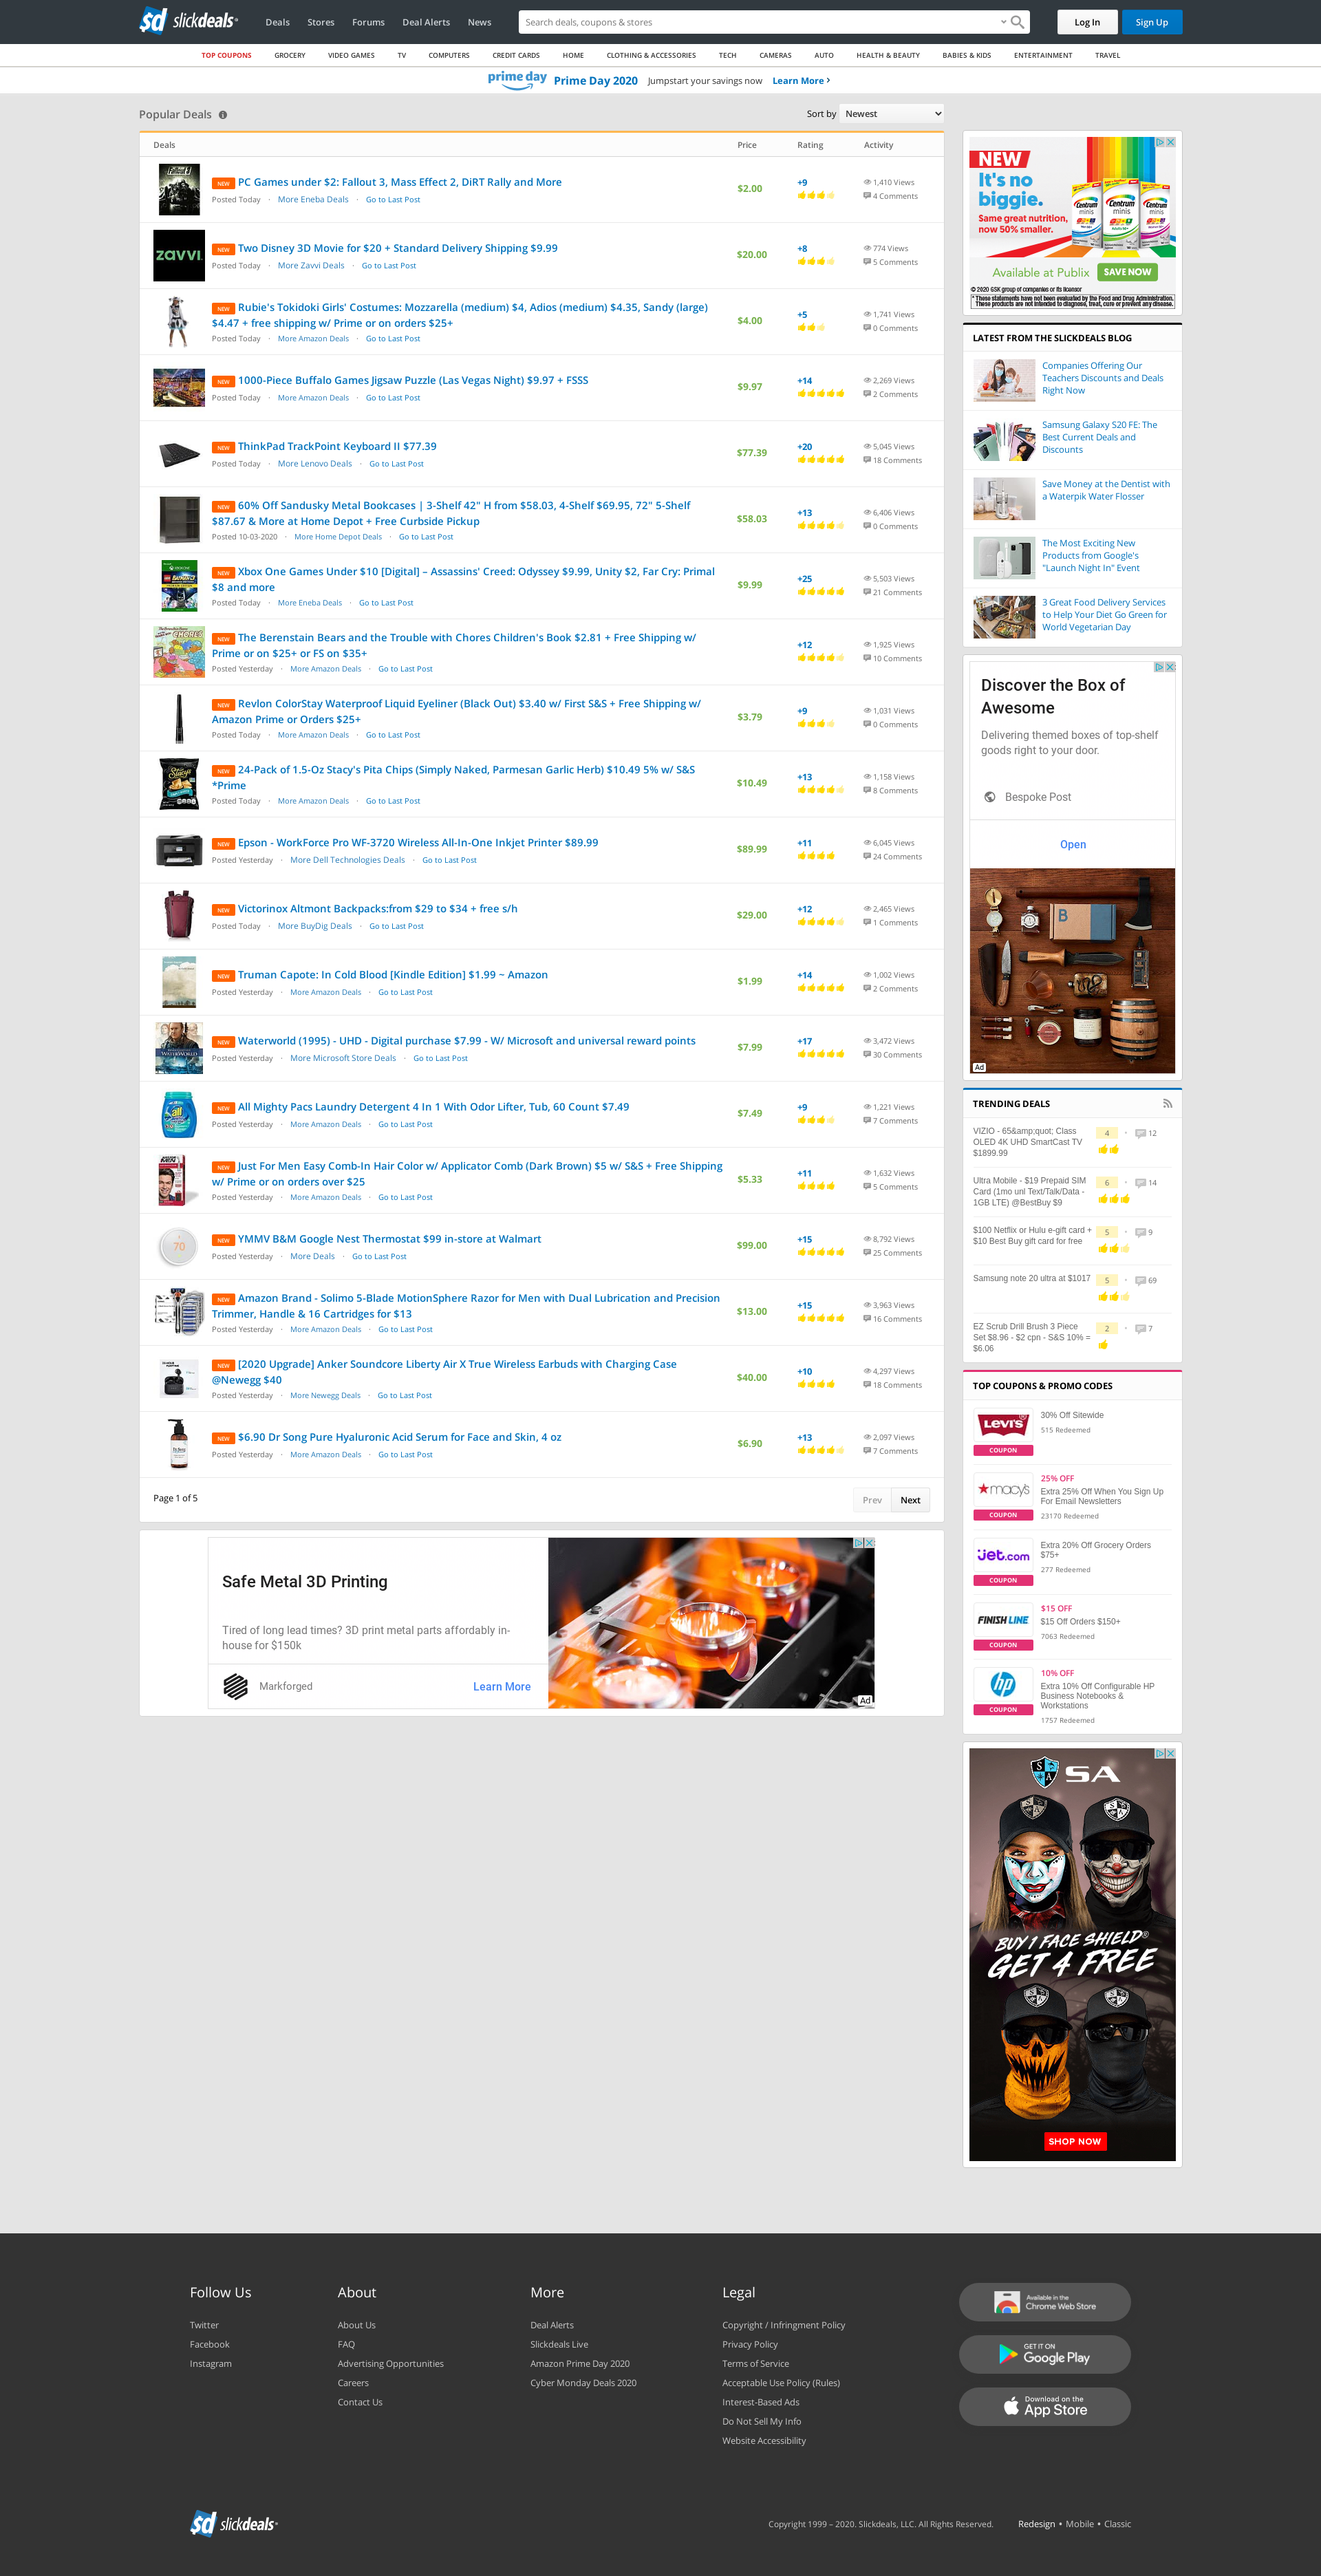 slickdeals
Deals
Stores
Forums
Deal Alerts
News
Search deals, coupons & stores
Log In
Sign Up
TOP COUPONS
GROCERY
VIDEO GAMES
TV
COMPUTERS
CREDIT CARDS
HOME
CLOTHING & ACCESSORIES
TECH
CAMERAS
AUTO
HEALTH & BEAUTY
BABIES & KIDS
ENTERTAINMENT
TRAVEL
prime day
Prime Day 2020
Jumpstart your savings now
Learn More ›
Popular Deals
Sort by
Newest
Deals
Price
Rating
Activity
NEW PC Games under $2: Fallout 3, Mass Effect 2, DiRT Rally and More
Posted Today · More Eneba Deals · Go to Last Post
$2.00
+9
1,410 Views
4 Comments
ZAVVI.
NEW Two Disney 3D Movie for $20 + Standard Delivery Shipping $9.99
Posted Today · More Zavvi Deals · Go to Last Post
$20.00
+8
774 Views
5 Comments
NEW Rubie's Tokidoki Girls' Costumes: Mozzarella (medium) $4, Adios (medium) $4.35, Sandy (large)
$4.47 + free shipping w/ Prime or on orders $25+
Posted Today · More Amazon Deals · Go to Last Post
$4.00
+5
1,741 Views
0 Comments
NEW 1000-Piece Buffalo Games Jigsaw Puzzle (Las Vegas Night) $9.97 + FSSS
Posted Today · More Amazon Deals · Go to Last Post
$9.97
+14
2,269 Views
2 Comments
NEW ThinkPad TrackPoint Keyboard II $77.39
Posted Today · More Lenovo Deals · Go to Last Post
$77.39
+20
5,045 Views
18 Comments
NEW 60% Off Sandusky Metal Bookcases | 3-Shelf 42" H from $58.03, 4-Shelf $69.95, 72" 5-Shelf
$87.67 & More at Home Depot + Free Curbside Pickup
Posted 10-03-2020 · More Home Depot Deals · Go to Last Post
$58.03
+13
6,406 Views
0 Comments
NEW Xbox One Games Under $10 [Digital] – Assassins' Creed: Odyssey $9.99, Unity $2, Far Cry: Primal
$8 and more
Posted Today · More Eneba Deals · Go to Last Post
$9.99
+25
5,503 Views
21 Comments
NEW The Berenstain Bears and the Trouble with Chores Children's Book $2.81 + Free Shipping w/
Prime or on $25+ or FS on $35+
Posted Yesterday · More Amazon Deals · Go to Last Post
+12
1,925 Views
10 Comments
NEW Revlon ColorStay Waterproof Liquid Eyeliner (Black Out) $3.40 w/ First S&S + Free Shipping w/
Amazon Prime or Orders $25+
Posted Today · More Amazon Deals · Go to Last Post
$3.79
+9
1,031 Views
0 Comments
NEW 24-Pack of 1.5-Oz Stacy's Pita Chips (Simply Naked, Parmesan Garlic Herb) $10.49 5% w/ S&S
*Prime
Posted Today · More Amazon Deals · Go to Last Post
$10.49
+13
1,158 Views
8 Comments
NEW Epson - WorkForce Pro WF-3720 Wireless All-In-One Inkjet Printer $89.99
Posted Yesterday · More Dell Technologies Deals · Go to Last Post
$89.99
+11
6,045 Views
24 Comments
NEW Victorinox Altmont Backpacks:from $29 to $34 + free s/h
Posted Today · More BuyDig Deals · Go to Last Post
$29.00
+12
2,465 Views
1 Comments
NEW Truman Capote: In Cold Blood [Kindle Edition] $1.99 ~ Amazon
Posted Yesterday · More Amazon Deals · Go to Last Post
$1.99
+14
1,002 Views
2 Comments
NEW Waterworld (1995) - UHD - Digital purchase $7.99 - W/ Microsoft and universal reward points
Posted Yesterday · More Microsoft Store Deals · Go to Last Post
$7.99
+17
3,472 Views
30 Comments
NEW All Mighty Pacs Laundry Detergent 4 In 1 With Odor Lifter, Tub, 60 Count $7.49
Posted Yesterday · More Amazon Deals · Go to Last Post
$7.49
+9
1,221 Views
7 Comments
NEW Just For Men Easy Comb-In Hair Color w/ Applicator Comb (Dark Brown) $5 w/ S&S + Free Shipping
w/ Prime or on orders over $25
Posted Yesterday · More Amazon Deals · Go to Last Post
$5.33
+11
1,632 Views
5 Comments
NEW YMMV B&M Google Nest Thermostat $99 in-store at Walmart
Posted Yesterday · More Deals · Go to Last Post
$99.00
+15
8,792 Views
25 Comments
NEW Amazon Brand - Solimo 5-Blade MotionSphere Razor for Men with Dual Lubrication and Precision
Trimmer, Handle & 16 Cartridges for $13
Posted Yesterday · More Amazon Deals · Go to Last Post
$13.00
+15
3,963 Views
16 Comments
NEW [2020 Upgrade] Anker Soundcore Liberty Air X True Wireless Earbuds with Charging Case
@Newegg $40
Posted Yesterday · More Newegg Deals · Go to Last Post
$40.00
+10
4,297 Views
18 Comments
NEW $6.90 Dr Song Pure Hyaluronic Acid Serum for Face and Skin, 4 oz
Posted Yesterday · More Amazon Deals · Go to Last Post
$6.90
+13
2,097 Views
7 Comments
Page 1 of 5
Prev
Next
Safe Metal 3D Printing
Tired of long lead times? 3D print metal parts affordably in-
house for $150k
Markforged
Learn More
Ad
NEW
It's no
biggie.
Same great nutrition,
now 50% smaller.
Centrum
minis
Centrum
minis
Centrum
minis
Available at Publix
SAVE NOW
© 2020 GSK group of companies or its licensor
*These statements have not been evaluated by the Food and Drug Administration.
These products are not intended to diagnose, treat, cure or prevent any disease.
LATEST FROM THE SLICKDEALS BLOG
Companies Offering Our
Teachers Discounts and Deals
Right Now
Samsung Galaxy S20 FE: The
Best Current Deals and
Discounts
Save Money at the Dentist with
a Waterpik Water Flosser
The Most Exciting New
Products from Google's
"Launch Night In" Event
3 Great Food Delivery Services
to Help Your Diet Go Green for
World Vegetarian Day
Discover the Box of
Awesome
Delivering themed boxes of top-shelf
goods right to your door.
Bespoke Post
Open
B
Ad
TRENDING DEALS
VIZIO - 65&amp;quot; Class
OLED 4K UHD SmartCast TV
$1899.99
4 · 12
Ultra Mobile - $19 Prepaid SIM
Card (1mo unl Text/Talk/Data -
1GB LTE) @BestBuy $9
6 · 14
$100 Netflix or Hulu e-gift card +
$10 Best Buy gift card for free
5 · 9
Samsung note 20 ultra at $1017
5 · 69
EZ Scrub Drill Brush 3 Piece
Set $8.96 - $2 cpn - S&S 10% =
$6.06
2 · 7
TOP COUPONS & PROMO CODES
LEVI'S
COUPON
30% Off Sitewide
515 Redeemed
macy's
COUPON
25% OFF
Extra 25% Off When You Sign Up
For Email Newsletters
23170 Redeemed
jet.com
COUPON
Extra 20% Off Grocery Orders
$75+
277 Redeemed
FINISH LINE
COUPON
$15 OFF
$15 Off Orders $150+
7063 Redeemed
hp
COUPON
10% OFF
Extra 10% Off Configurable HP
Business Notebooks &
Workstations
1757 Redeemed
SA
BUY 1 FACE SHIELD®
GET 4 FREE
SHOP NOW
Follow Us
Twitter
Facebook
Instagram
About
About Us
FAQ
Advertising Opportunities
Careers
Contact Us
More
Deal Alerts
Slickdeals Live
Amazon Prime Day 2020
Cyber Monday Deals 2020
Legal
Copyright / Infringment Policy
Privacy Policy
Terms of Service
Acceptable Use Policy (Rules)
Interest-Based Ads
Do Not Sell My Info
Website Accessibility
Available in the
Chrome Web Store
GET IT ON
Google Play
Download on the
App Store
slickdeals
Copyright 1999 – 2020. Slickdeals, LLC. All Rights Reserved.
Redesign • Mobile • Classic